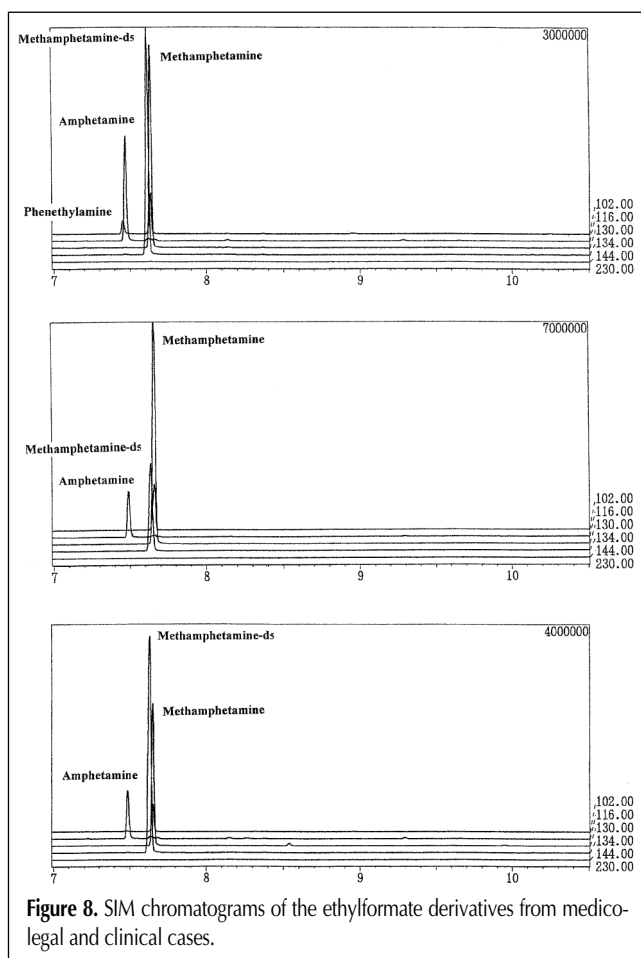 3000000
Methamphetamine-d5
Methamphetamine
Amphetamine
Phenethylamine
102.00
116.00
130.00
134.00
144.00
230.00
7 8 9 10
7000000
Methamphetamine
Methamphetamine-d5
Amphetamine
102.00
116.00
130.00
134.00
144.00
230.00
7 8 9 10
4000000
Methamphetamine-d5
Methamphetamine
Amphetamine
102.00
116.00
130.00
134.00
144.00
230.00
7 8 9 10
Figure 8. SIM chromatograms of the ethylformate derivatives from medico-
legal and clinical cases.